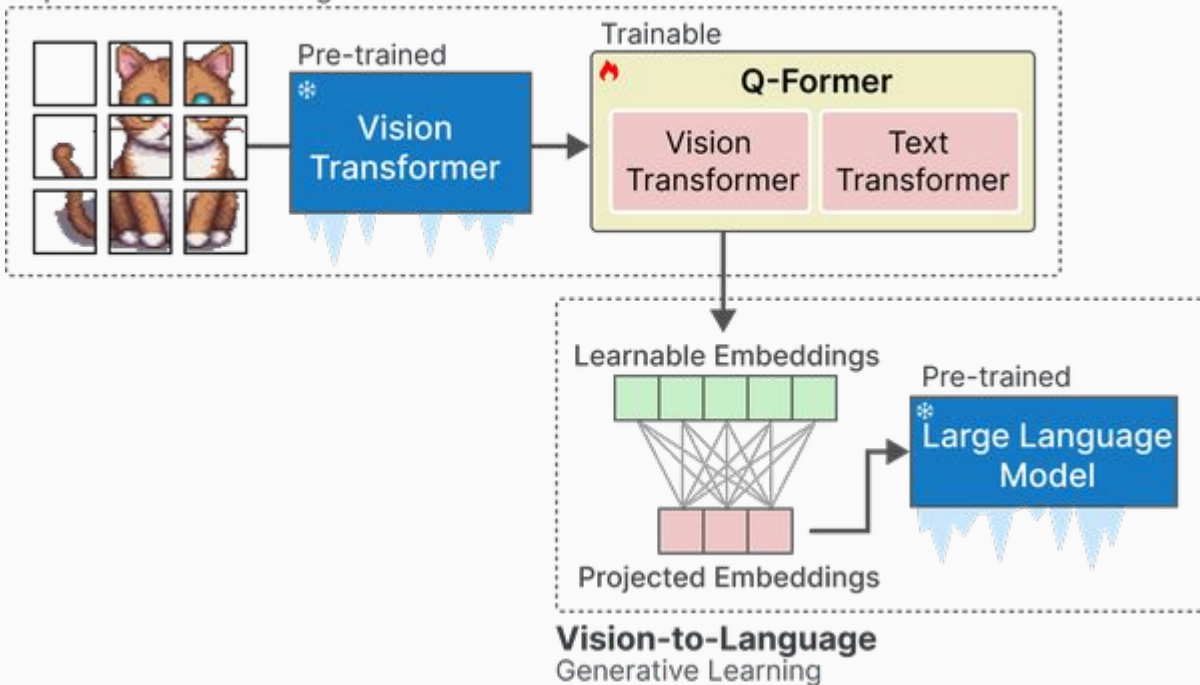 Pre-trained
Vision
Transformer
Trainable
Q-Former
Vision
Transformer
Text
Transformer
Learnable Embeddings
Projected Embeddings
Pre-trained
Large Language
Model
Vision-to-Language
Generative Learning